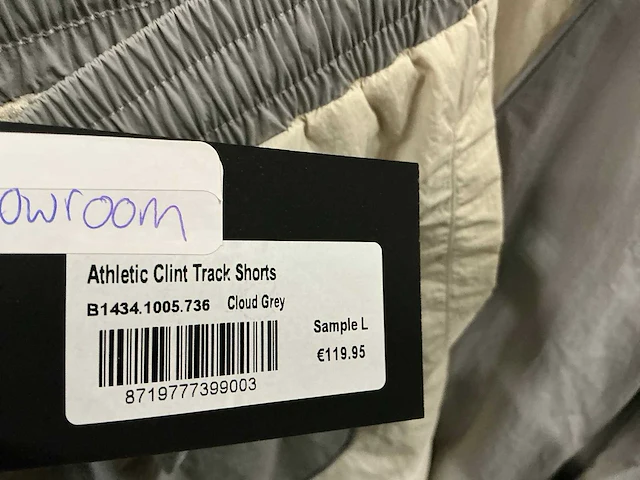 owroom
Athletic Clint Track Shorts
B1434.1005.736 Cloud Grey
Sample L
€119.95
8719777399003